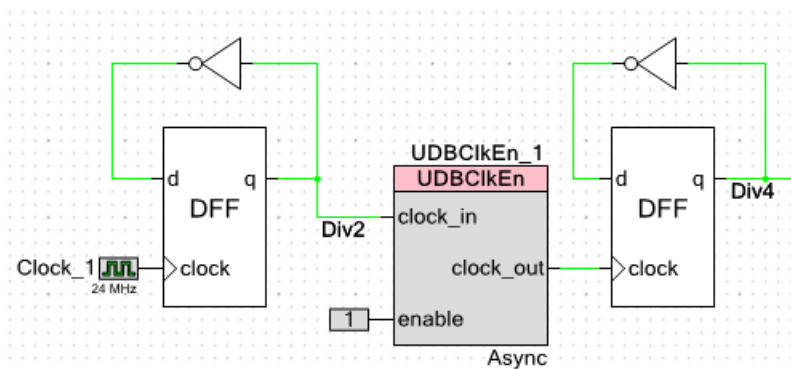 UDBClkEn_1
UDBClkEn
d
q
DFF
clock
Clock_1
24 MHz
Div2
clock_in
clock_out
enable
1
Async
d
q
DFF
clock
Div4